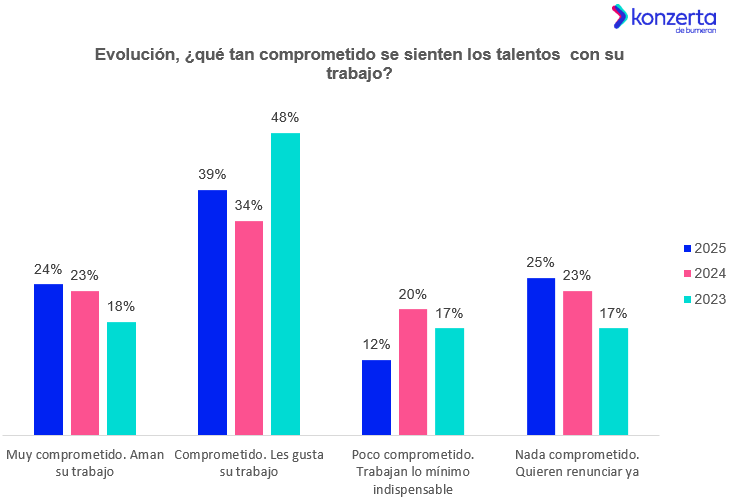 konzerta
de bumeran
Evolución, ¿qué tan comprometido se sienten los talentos con su
trabajo?
48%
39%
34%
24%
23%
18%
12%
20%
17%
25%
23%
17%
2025
2024
2023
Muy comprometido. Aman
su trabajo
Comprometido. Les gusta
su trabajo
Poco comprometido.
Trabajan lo mínimo
indispensable
Nada comprometido.
Quieren renunciar ya